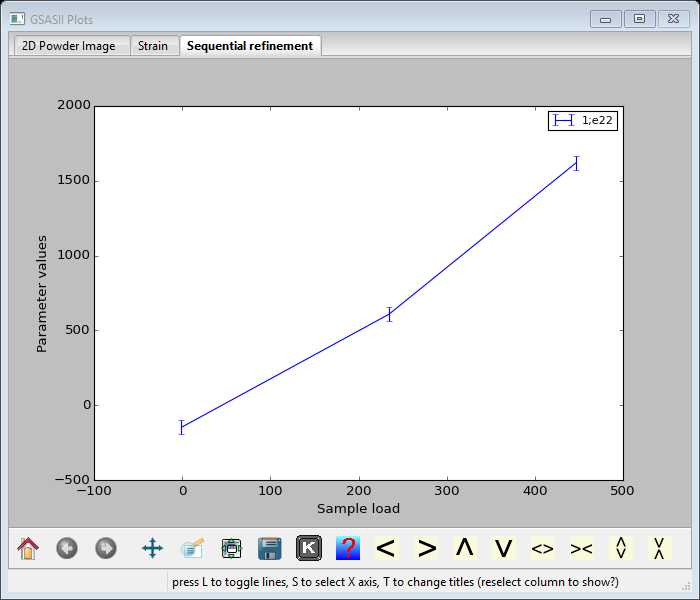 GSASII Plots
2D Powder Image
Strain
Sequential refinement
1;e22
2000
1500
1000
500
0
−500
Parameter values
−100
0
100
200
300
400
500
Sample load
K
?
< > Λ V <> ><
press L to toggle lines, S to select X axis, T to change titles (reselect column to show?)